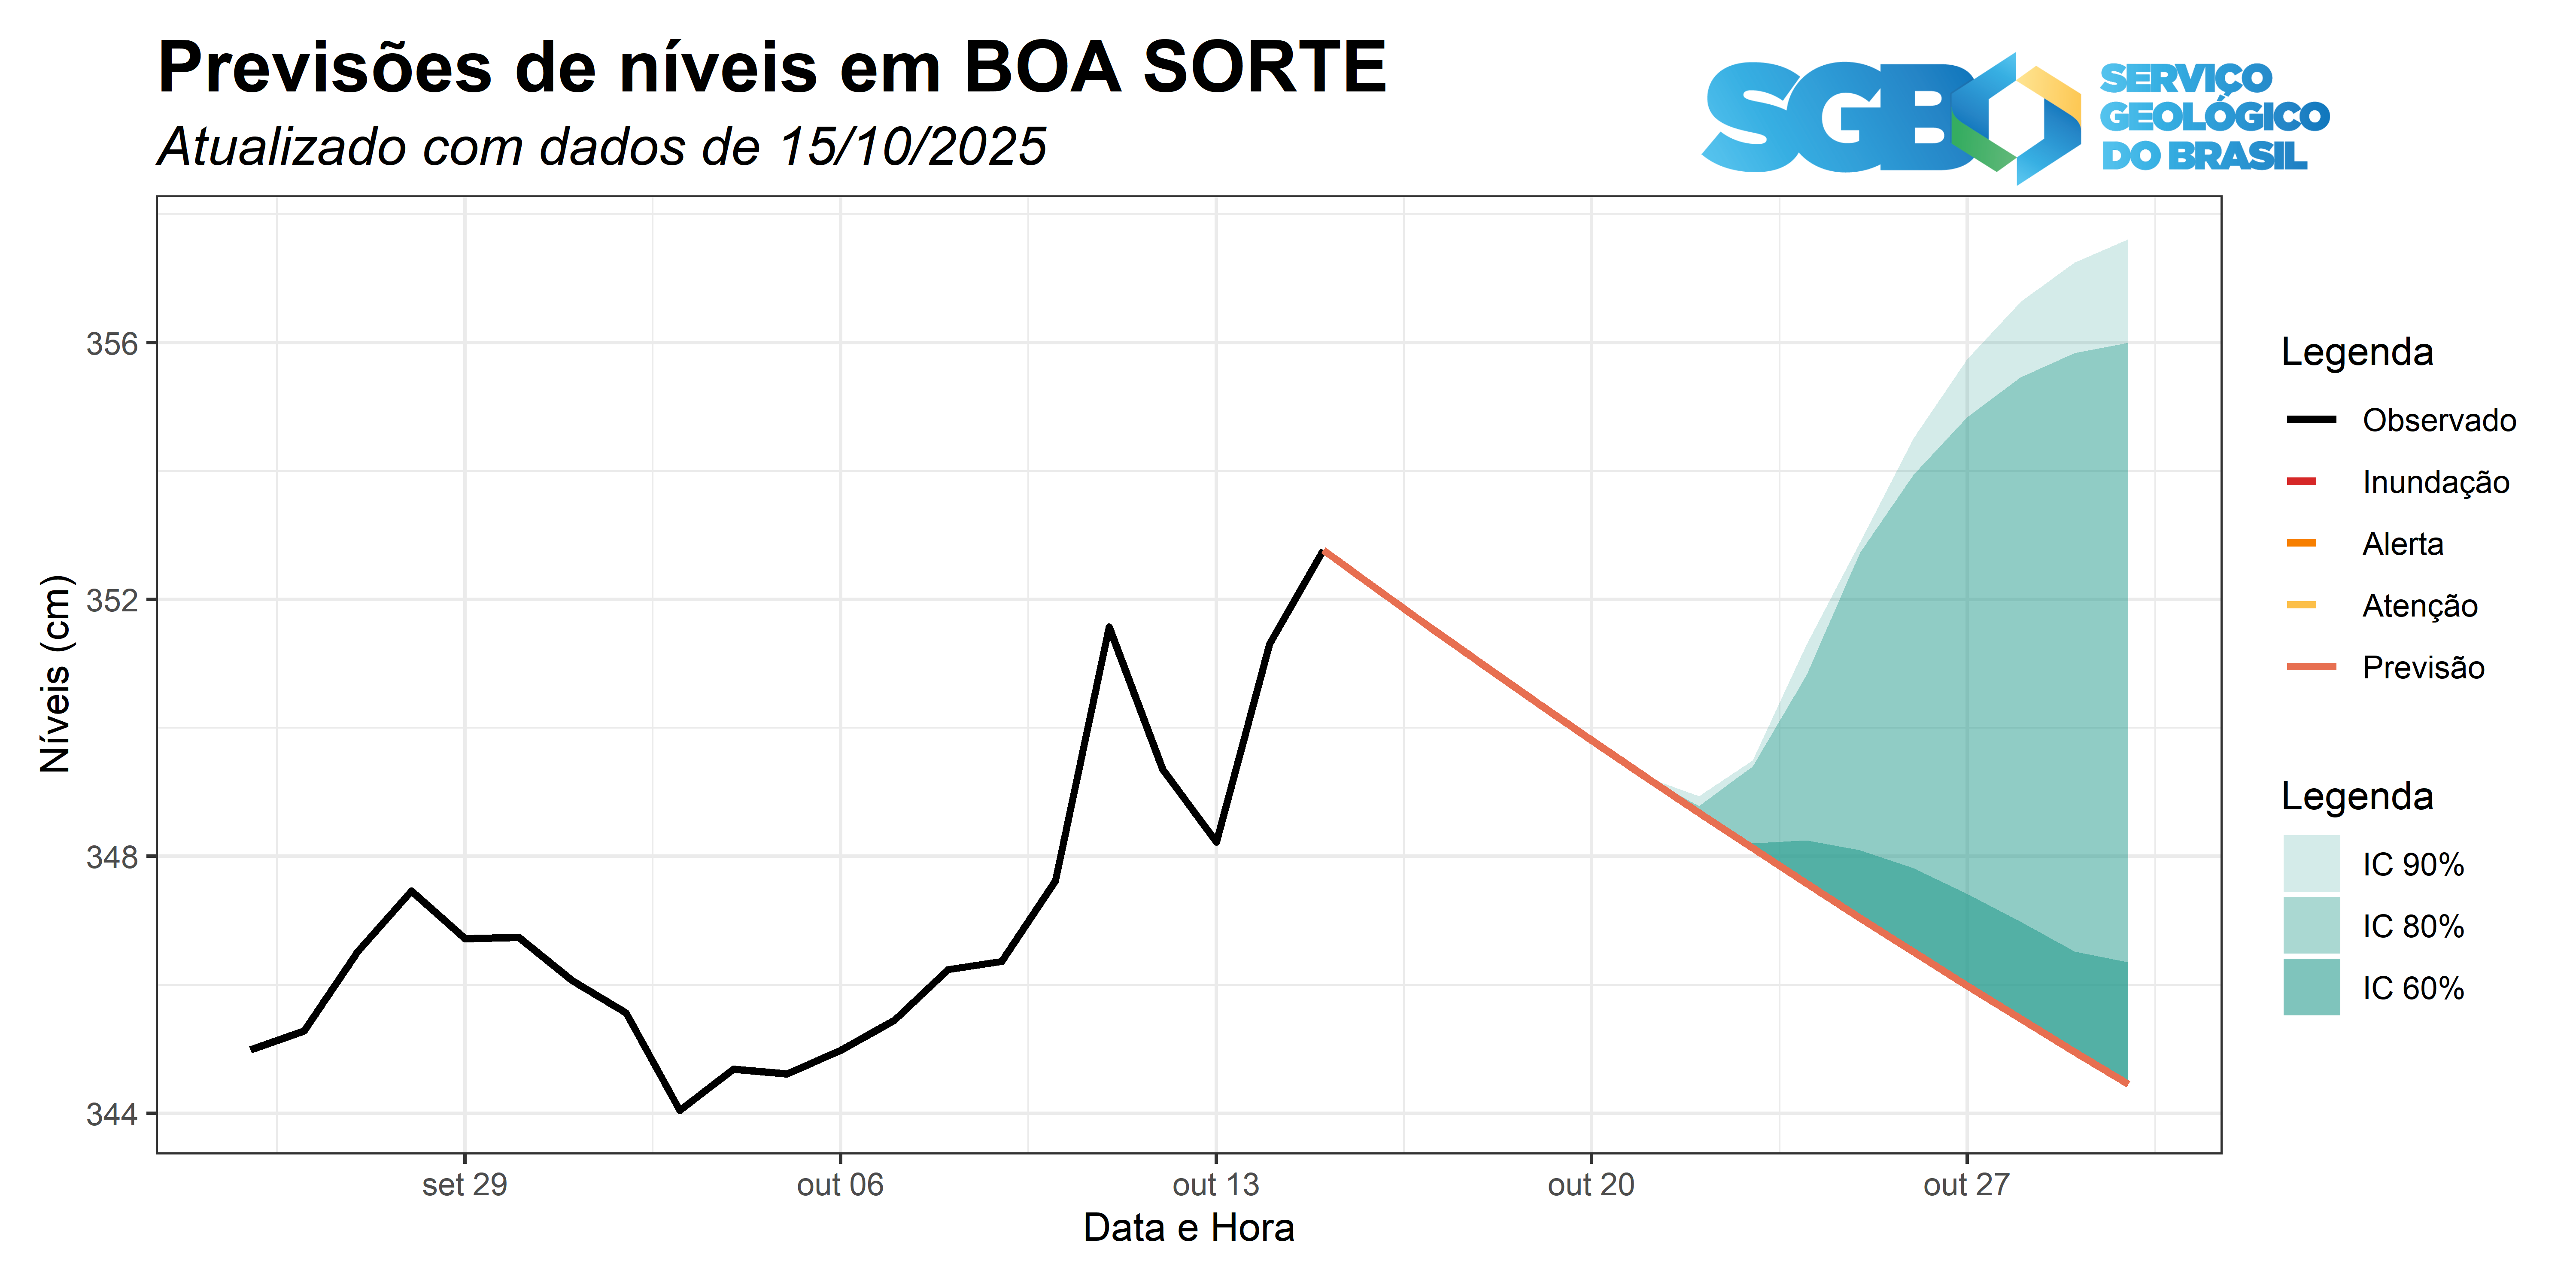 Previsões de níveis em BOA SORTE
Atualizado com dados de 15/10/2025
SGB
SERVIÇO
GEOLÓGICO
DO BRASIL
Níveis (cm)
356
352
348
344
set 29
out 06
out 13
out 20
out 27
Data e Hora
Legenda
Observado
Inundação
Alerta
Atenção
Previsão
Legenda
IC 90%
IC 80%
IC 60%